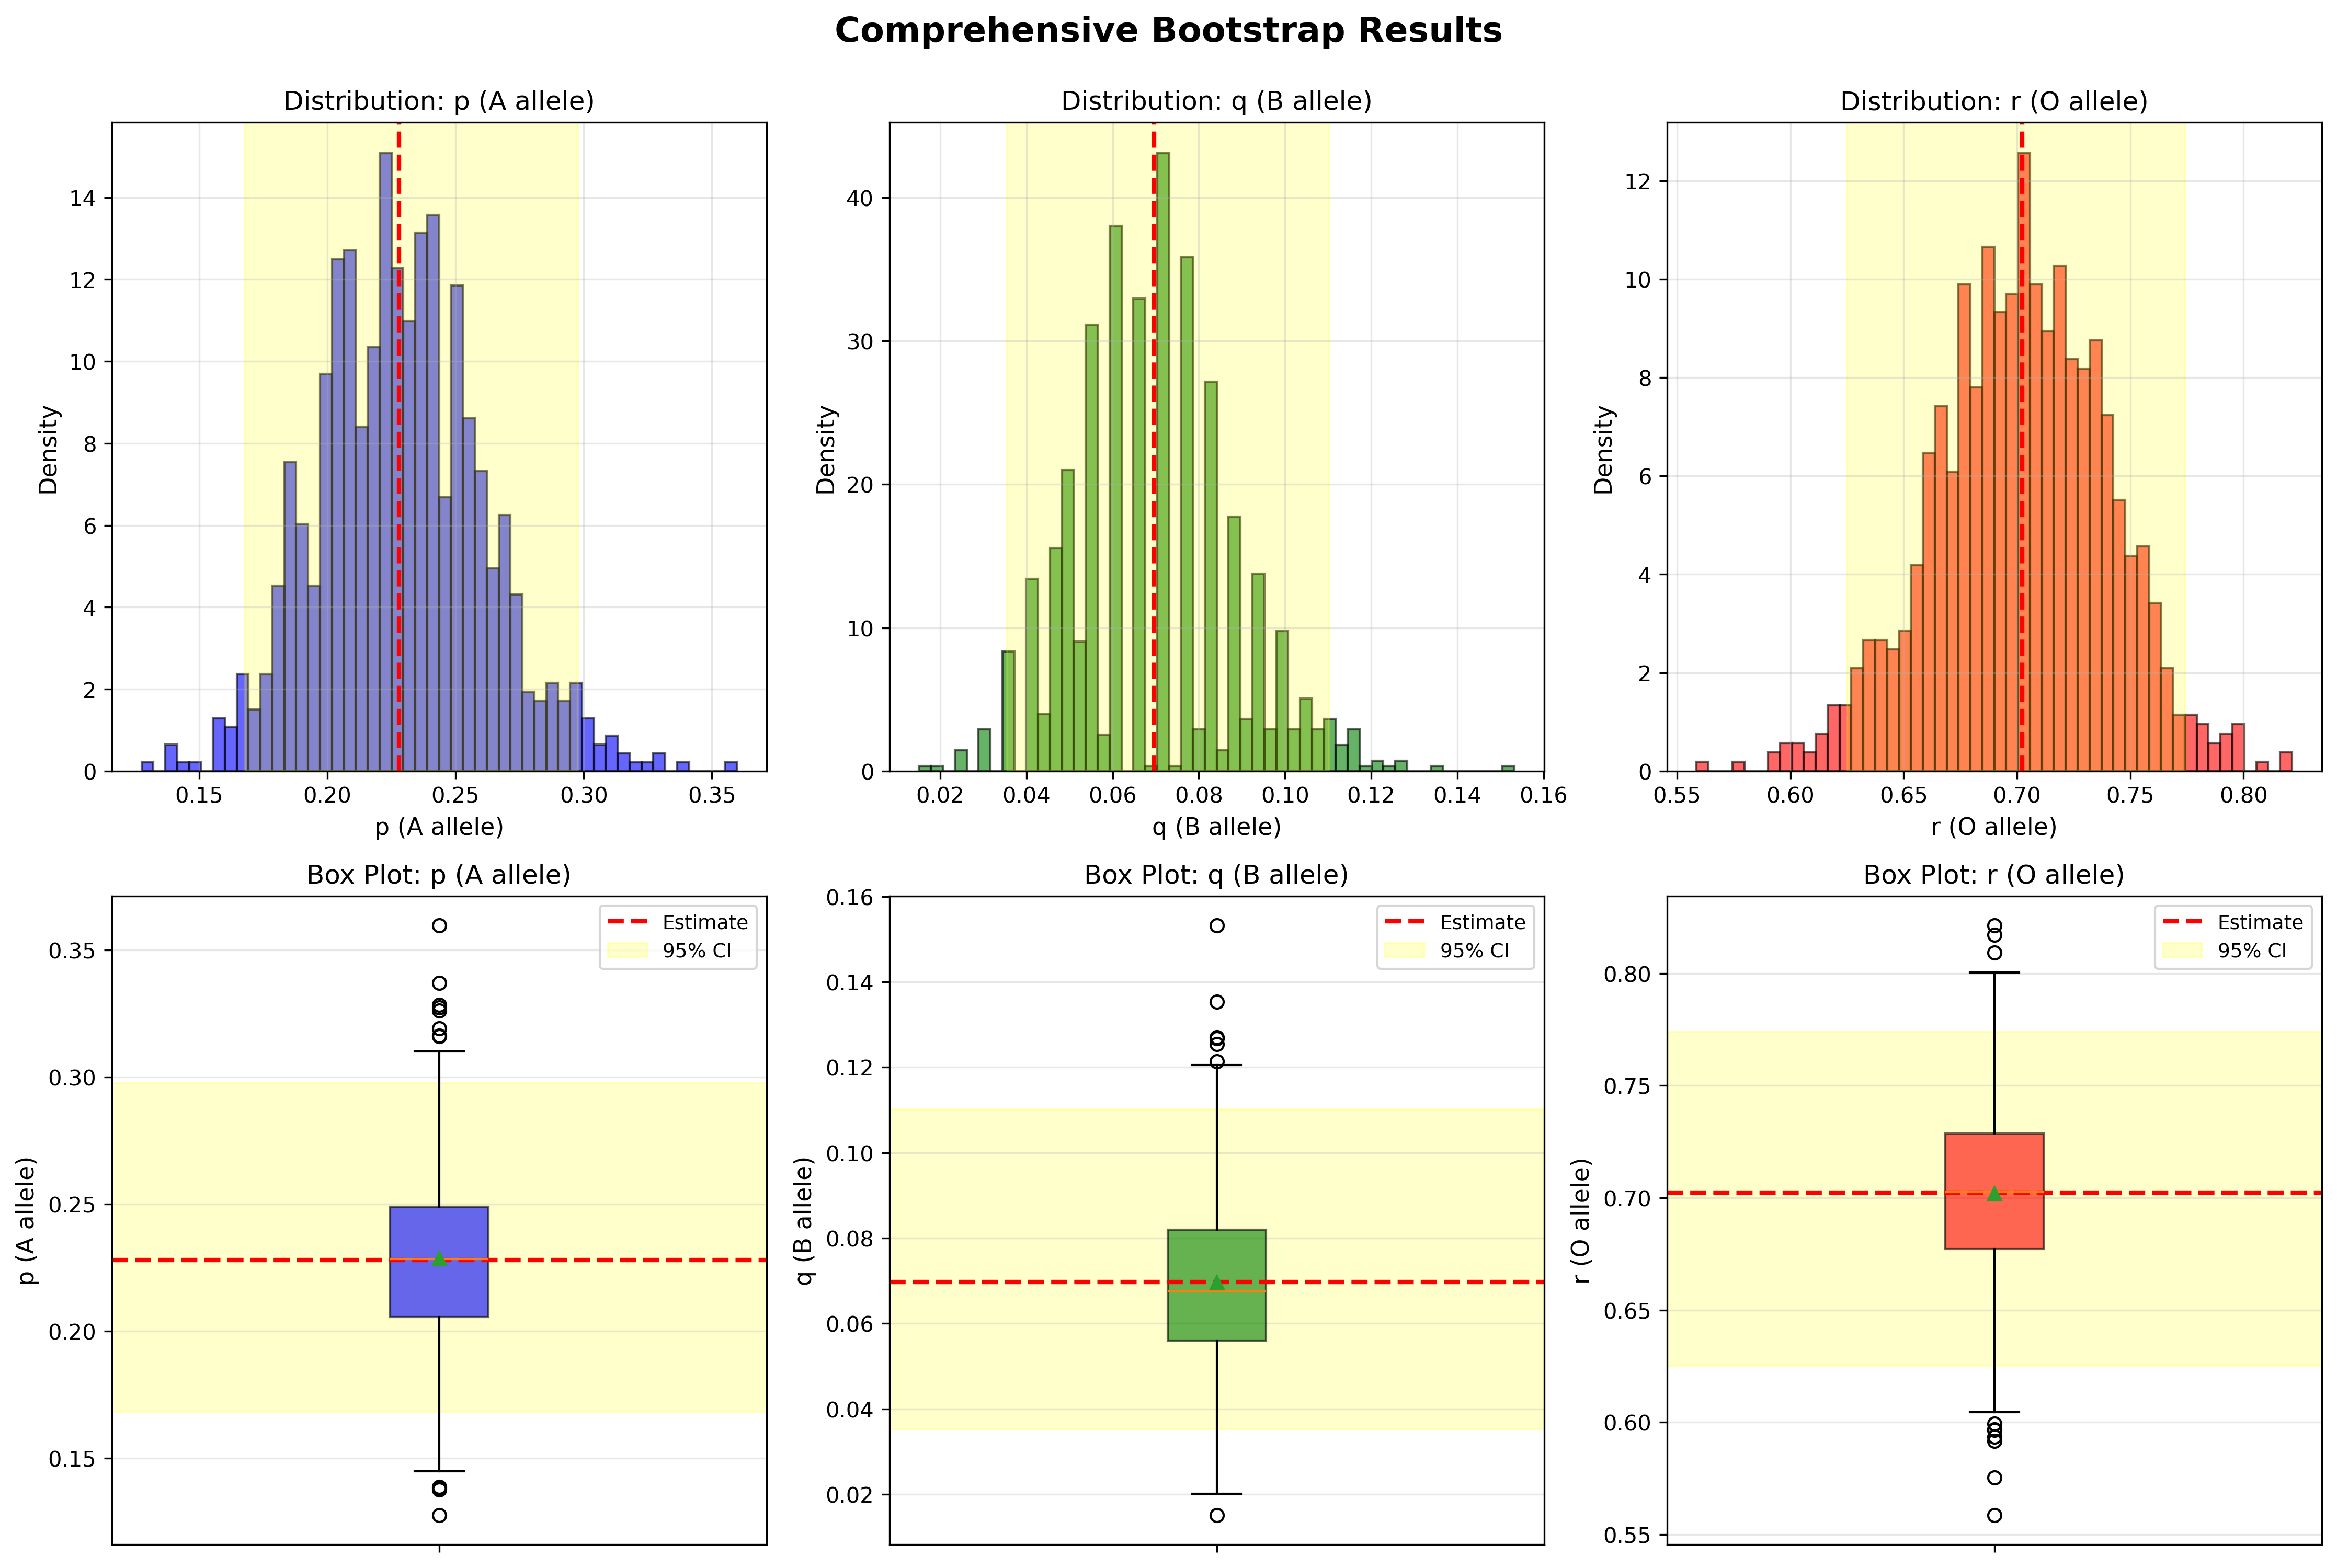 Comprehensive Bootstrap Results
Distribution: p (A allele)
Density
14
12
10
8
6
4
2
0
0.15 0.20 0.25 0.30 0.35
p (A allele)
Distribution: q (B allele)
Density
40
30
20
10
0
0.02 0.04 0.06 0.08 0.10 0.12 0.14 0.16
q (B allele)
Distribution: r (O allele)
Density
12
10
8
6
4
2
0
0.55 0.60 0.65 0.70 0.75 0.80
r (O allele)
Box Plot: p (A allele)
Estimate
95% CI
p (A allele)
0.35
0.30
0.25
0.20
0.15
Box Plot: q (B allele)
Estimate
95% CI
q (B allele)
0.16
0.14
0.12
0.10
0.08
0.06
0.04
0.02
Box Plot: r (O allele)
Estimate
95% CI
r (O allele)
0.80
0.75
0.70
0.65
0.60
0.55